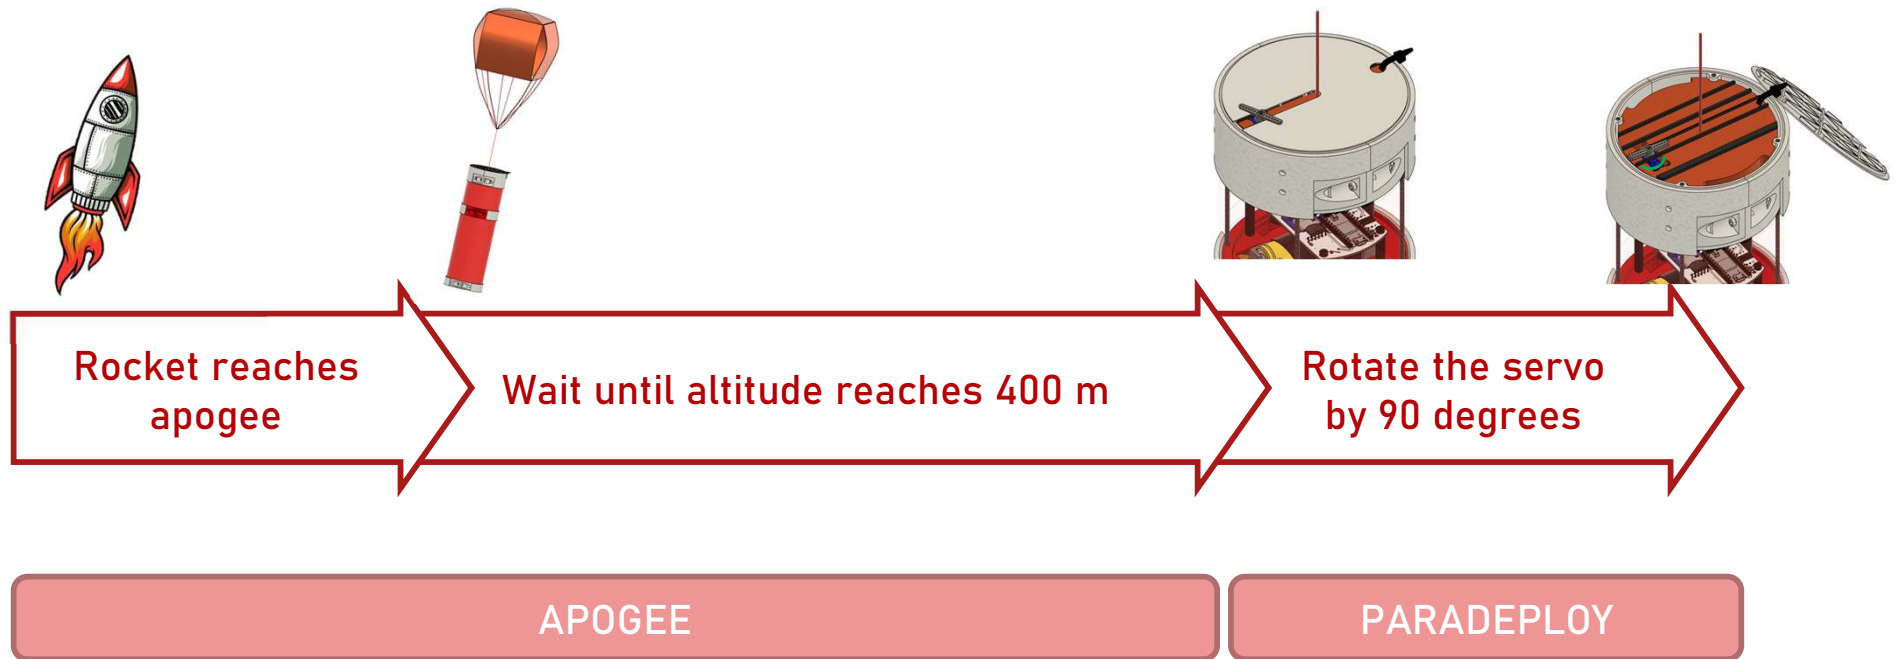 Rocket reaches
apogee
Wait until altitude reaches 400 m
Rotate the servo
by 90 degrees
APOGEE
PARADEPLOY